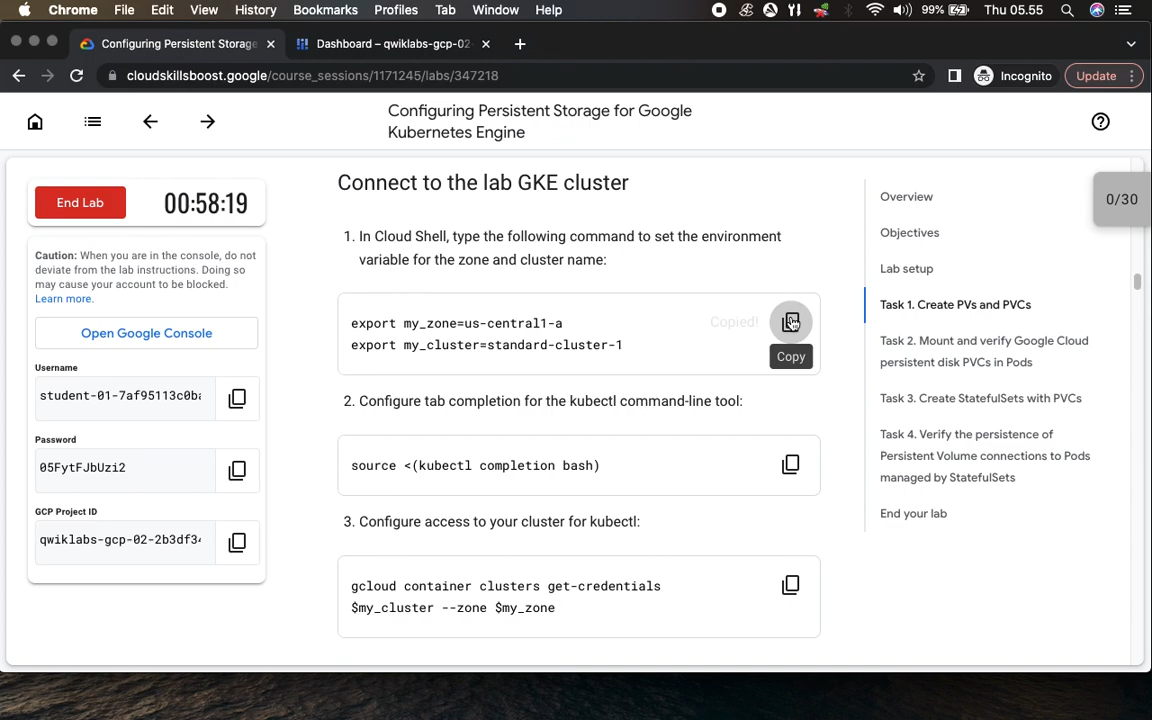 Chrome File Edit View History Bookmarks Profiles Tab Window Help 99% Thu 05.55
Configuring Persistent Storage Dashboard – qwiklabs-gcp-02-
cloudskillsboost.google/course_sessions/1171245/labs/347218 Incognito Update
Configuring Persistent Storage for Google
Kubernetes Engine
End Lab 00:58:19
Caution: When you are in the console, do not
deviate from the lab instructions. Doing so
may cause your account to be blocked.
Learn more.
Open Google Console
Username
student-01-7af95113c0ba
Password
05FytFJbUzi2
GCP Project ID
qwiklabs-gcp-02-2b3df34
Connect to the lab GKE cluster
1. In Cloud Shell, type the following command to set the environment
variable for the zone and cluster name:
export my_zone=us-central1-a
export my_cluster=standard-cluster-1
Copied!
Copy
2. Configure tab completion for the kubectl command-line tool:
source <(kubectl completion bash)
3. Configure access to your cluster for kubectl:
gcloud container clusters get-credentials
$my_cluster --zone $my_zone
Overview
Objectives
Lab setup
Task 1. Create PVs and PVCs
Task 2. Mount and verify Google Cloud
persistent disk PVCs in Pods
Task 3. Create StatefulSets with PVCs
Task 4. Verify the persistence of
Persistent Volume connections to Pods
managed by StatefulSets
End your lab
0/30